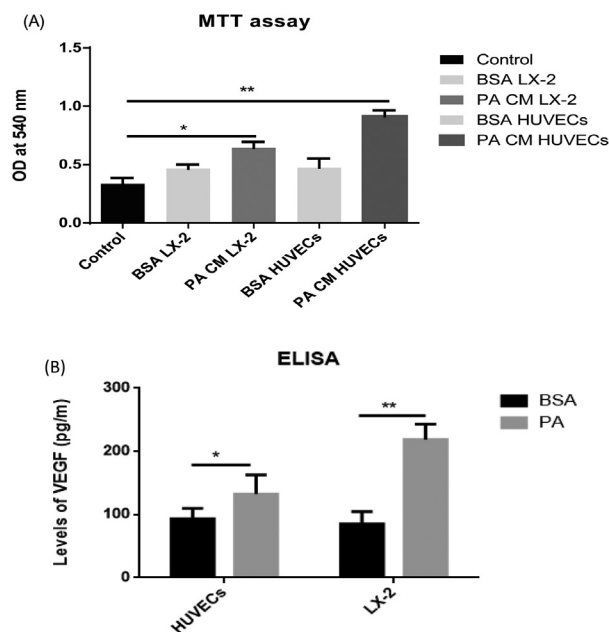 (A)
MTT assay
OD at 540 nm
1.5
1.0
0.5
0.0
**
*
Control
BSA LX-2
PA CM LX-2
BSA HUVECs
PA CM HUVECs
Control
BSA LX-2
PA CM LX-2
BSA HUVECs
PA CM HUVECs
(B)
ELISA
Levels of VEGF (pg/m)
300
200
100
0
*
**
HUVECs
LX-2
BSA
PA